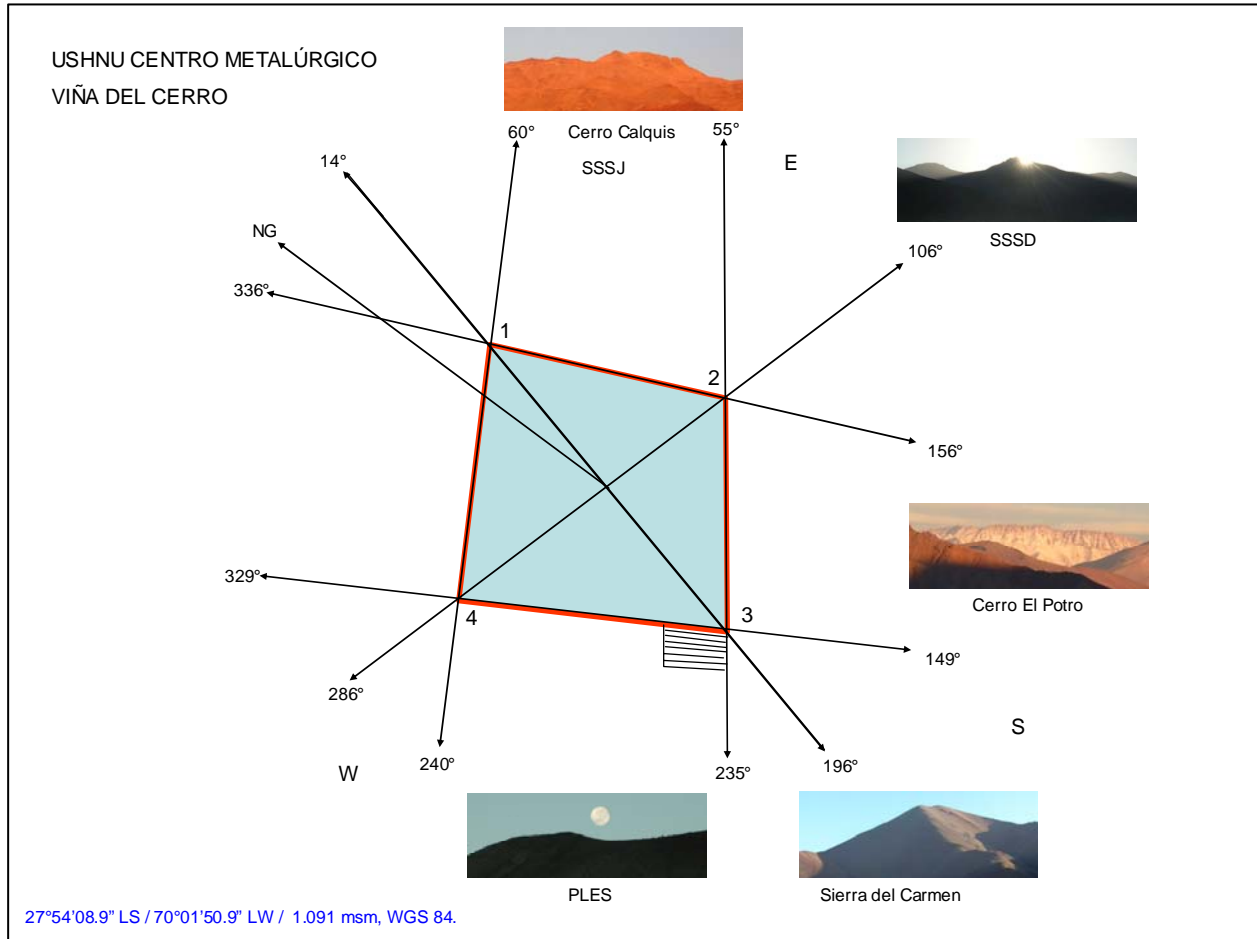 USHNU CENTRO METALÚRGICO
VIÑA DEL CERRO
60°
Cerro Calquis
55°
SSSJ
E
14°
NG
336°
SSSD
106°
1
2
156°
Cerro El Potro
329°
4
3
149°
286°
W
240°
235°
196°
S
PLES
Sierra del Carmen
27°54'08.9" LS / 70°01'50.9" LW / 1.091 msm, WGS 84.